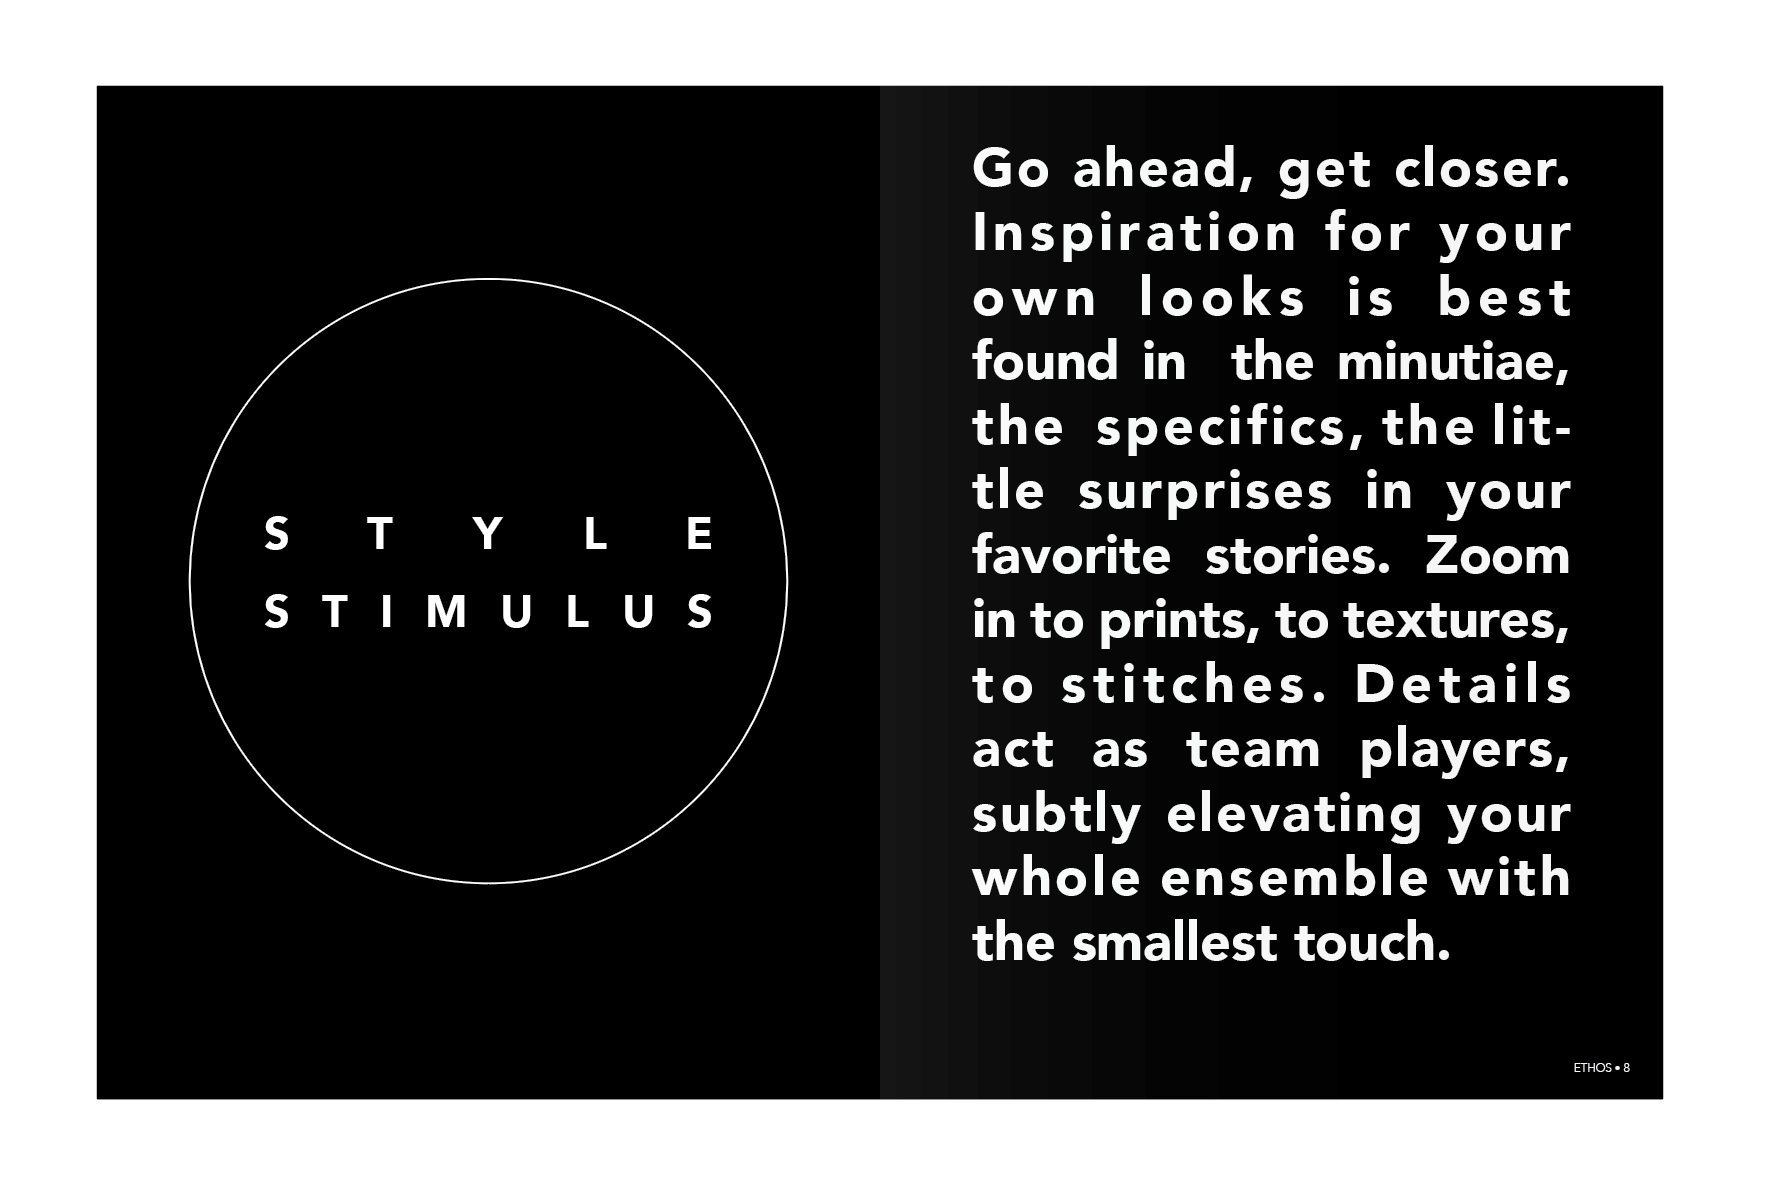 STYLE
STIMULUS
Go ahead, get closer.
Inspiration for your
own looks is best
found in the minutiae,
the specifics, the lit-
tle surprises in your
favorite stories. Zoom
in to prints, to textures,
to stitches. Details
act as team players,
subtly elevating your
whole ensemble with
the smallest touch.
ETHOS • 8